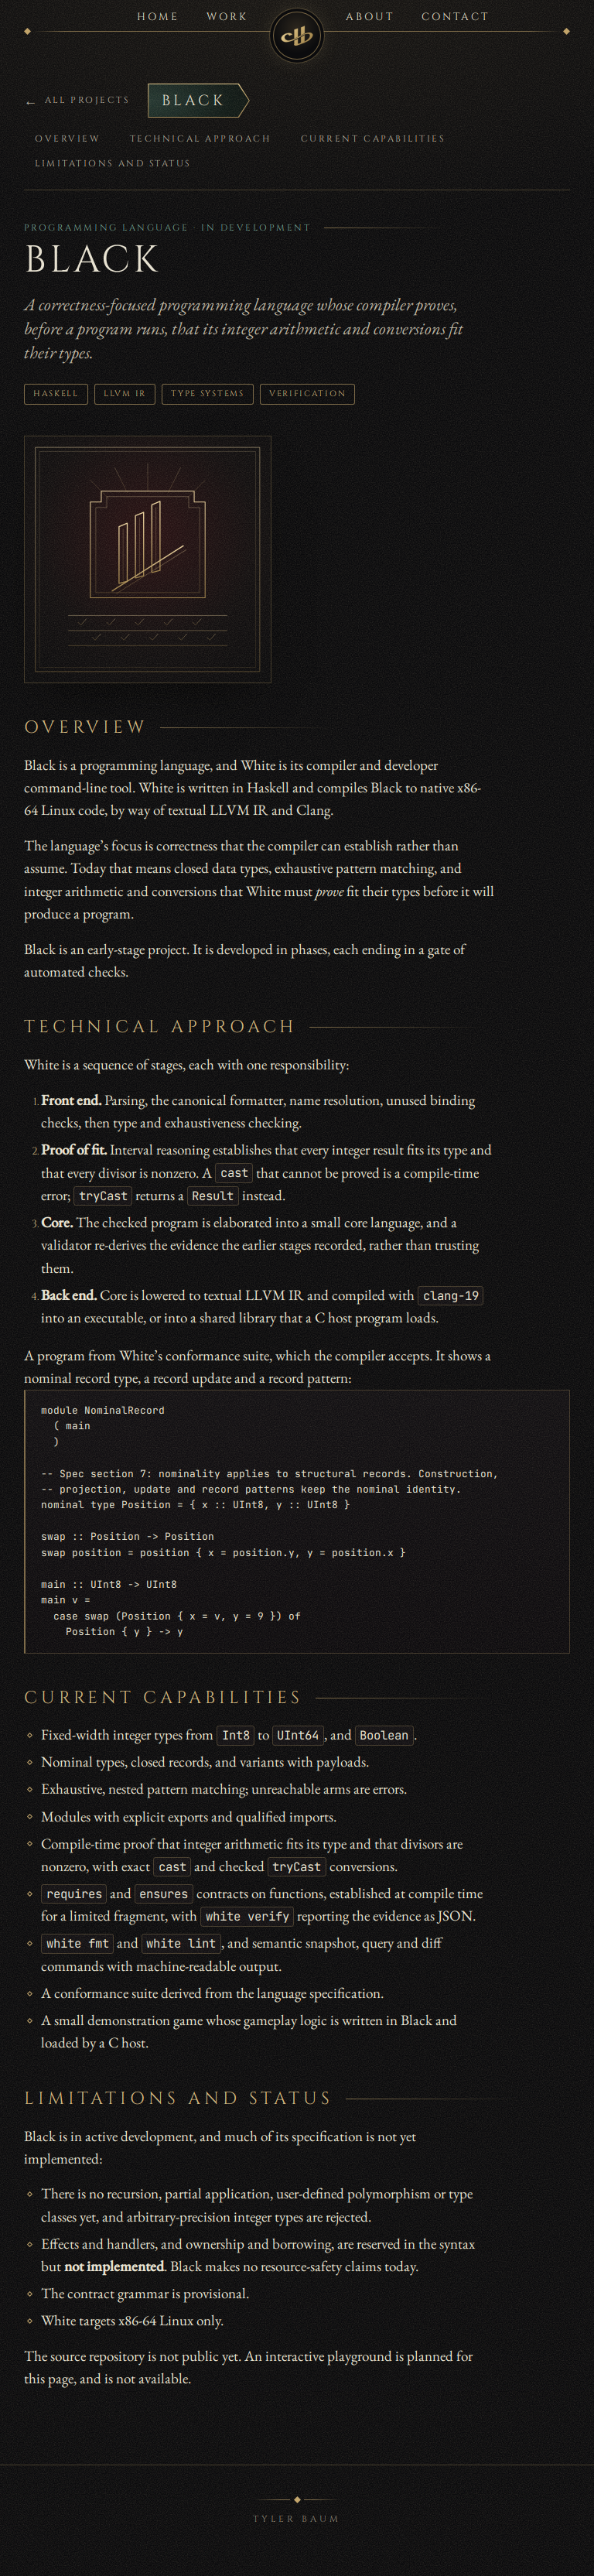 HOME WORK ABOUT CONTACT
← ALL PROJECTS BLACK
OVERVIEW TECHNICAL APPROACH CURRENT CAPABILITIES
LIMITATIONS AND STATUS
PROGRAMMING LANGUAGE · IN DEVELOPMENT
BLACK
A correctness-focused programming language whose compiler proves,
before a program runs, that its integer arithmetic and conversions fit
their types.
HASKELL LLVM IR TYPE SYSTEMS VERIFICATION
OVERVIEW
Black is a programming language, and White is its compiler and developer
command-line tool. White is written in Haskell and compiles Black to native x86-
64 Linux code, by way of textual LLVM IR and Clang.
The language’s focus is correctness that the compiler can establish rather than
assume. Today that means closed data types, exhaustive pattern matching, and
integer arithmetic and conversions that White must prove fit their types before it will
produce a program.
Black is an early-stage project. It is developed in phases, each ending in a gate of
automated checks.
TECHNICAL APPROACH
White is a sequence of stages, each with one responsibility:
1. Front end. Parsing, the canonical formatter, name resolution, unused binding
checks, then type and exhaustiveness checking.
2. Proof of fit. Interval reasoning establishes that every integer result fits its type and
that every divisor is nonzero. A cast that cannot be proved is a compile-time
error; tryCast returns a Result instead.
3. Core. The checked program is elaborated into a small core language, and a
validator re-derives the evidence the earlier stages recorded, rather than trusting
them.
4. Back end. Core is lowered to textual LLVM IR and compiled with clang-19
into an executable, or into a shared library that a C host program loads.
A program from White’s conformance suite, which the compiler accepts. It shows a
nominal record type, a record update and a record pattern:
module NominalRecord
( main
)
-- Spec section 7: nominality applies to structural records. Construction,
-- projection, update and record patterns keep the nominal identity.
nominal type Position = { x :: UInt8, y :: UInt8 }
swap :: Position -> Position
swap position = position { x = position.y, y = position.x }
main :: UInt8 -> UInt8
main v =
case swap (Position { x = v, y = 9 }) of
Position { y } -> y
CURRENT CAPABILITIES
Fixed-width integer types from Int8 to UInt64, and Boolean.
Nominal types, closed records, and variants with payloads.
Exhaustive, nested pattern matching; unreachable arms are errors.
Modules with explicit exports and qualified imports.
Compile-time proof that integer arithmetic fits its type and that divisors are
nonzero, with exact cast and checked tryCast conversions.
requires and ensures contracts on functions, established at compile time
for a limited fragment, with white verify reporting the evidence as JSON.
white fmt and white lint, and semantic snapshot, query and diff
commands with machine-readable output.
A conformance suite derived from the language specification.
A small demonstration game whose gameplay logic is written in Black and
loaded by a C host.
LIMITATIONS AND STATUS
Black is in active development, and much of its specification is not yet
implemented:
There is no recursion, partial application, user-defined polymorphism or type
classes yet, and arbitrary-precision integer types are rejected.
Effects and handlers, and ownership and borrowing, are reserved in the syntax
but not implemented. Black makes no resource-safety claims today.
The contract grammar is provisional.
White targets x86-64 Linux only.
The source repository is not public yet. An interactive playground is planned for
this page, and is not available.
TYLER BAUM